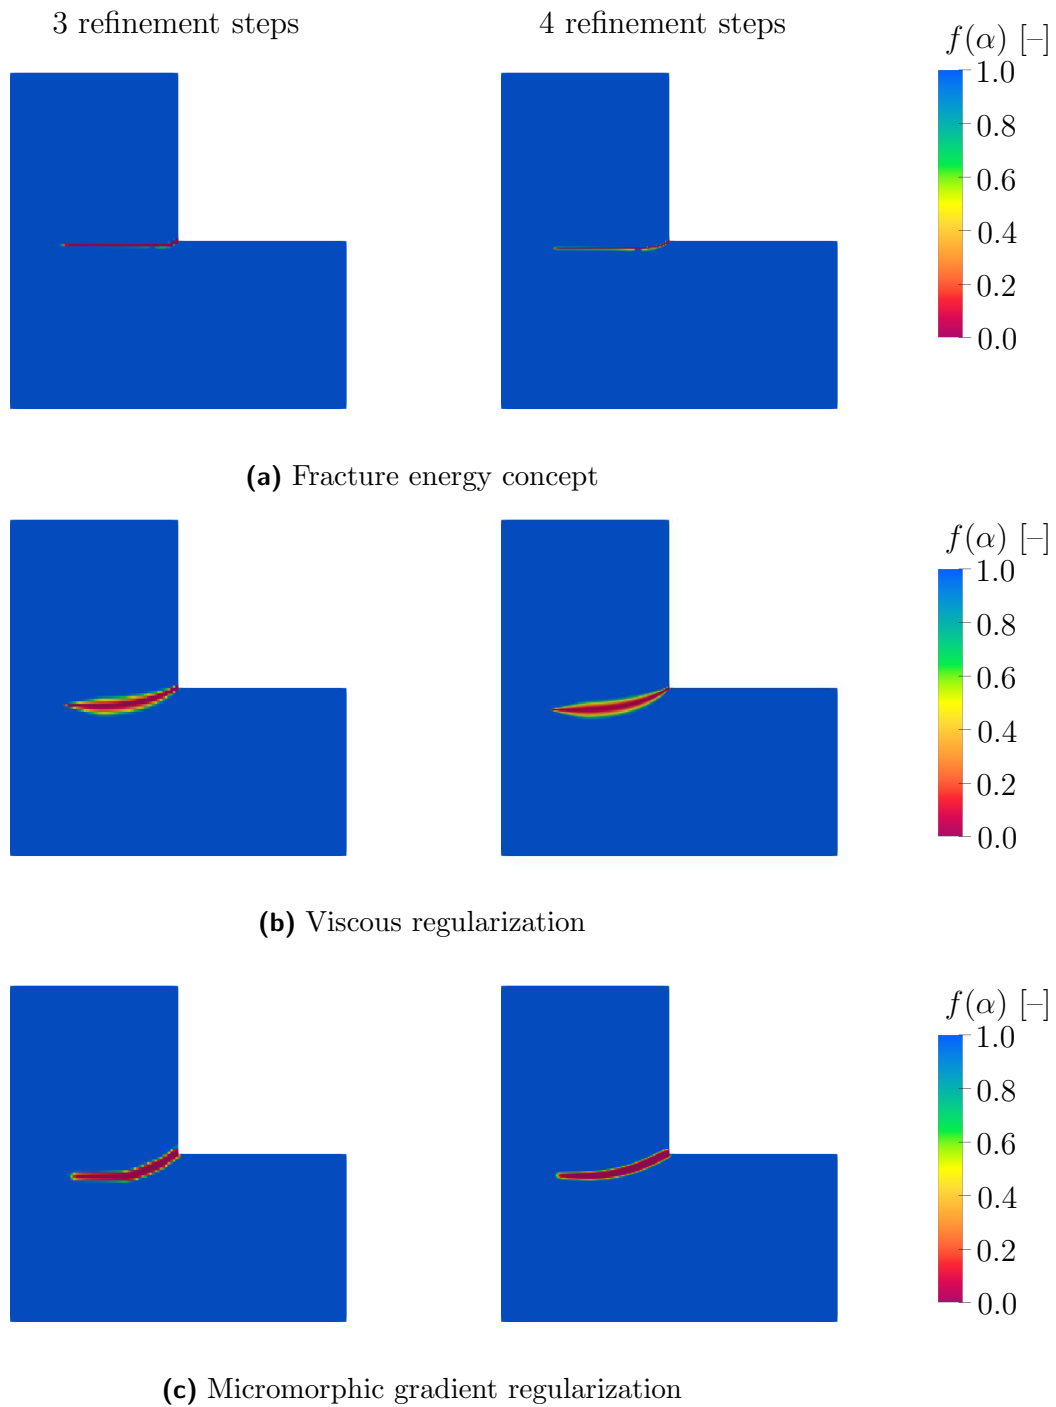 3 refinement steps
4 refinement steps
f(α) [–]
1.0
0.8
0.6
0.4
0.2
0.0
(a) Fracture energy concept
f(α) [–]
1.0
0.8
0.6
0.4
0.2
0.0
(b) Viscous regularization
f(α) [–]
1.0
0.8
0.6
0.4
0.2
0.0
(c) Micromorphic gradient regularization